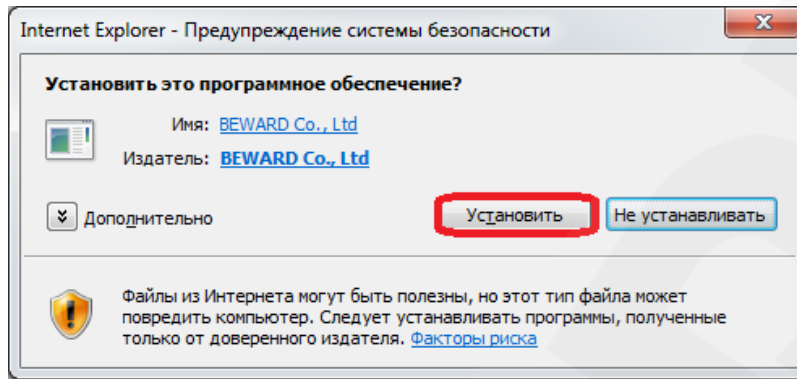 Internet Explorer - Предупреждение системы безопасности
Установить это программное обеспечение?
Имя: BEWARD Co., Ltd
Издатель: BEWARD Co., Ltd
Дополнительно
Установить
Не устанавливать
Файлы из Интернета могут быть полезны, но этот тип файла может
повредить компьютер. Следует устанавливать программы, полученные
только от доверенного издателя. Факторы риска